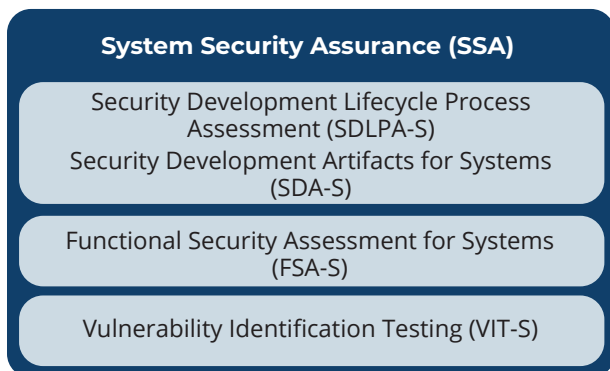 System Security Assurance (SSA)
Security Development Lifecycle Process
Assessment (SDLPA-S)
Security Development Artifacts for Systems
(SDA-S)
Functional Security Assessment for Systems
(FSA-S)
Vulnerability Identification Testing (VIT-S)